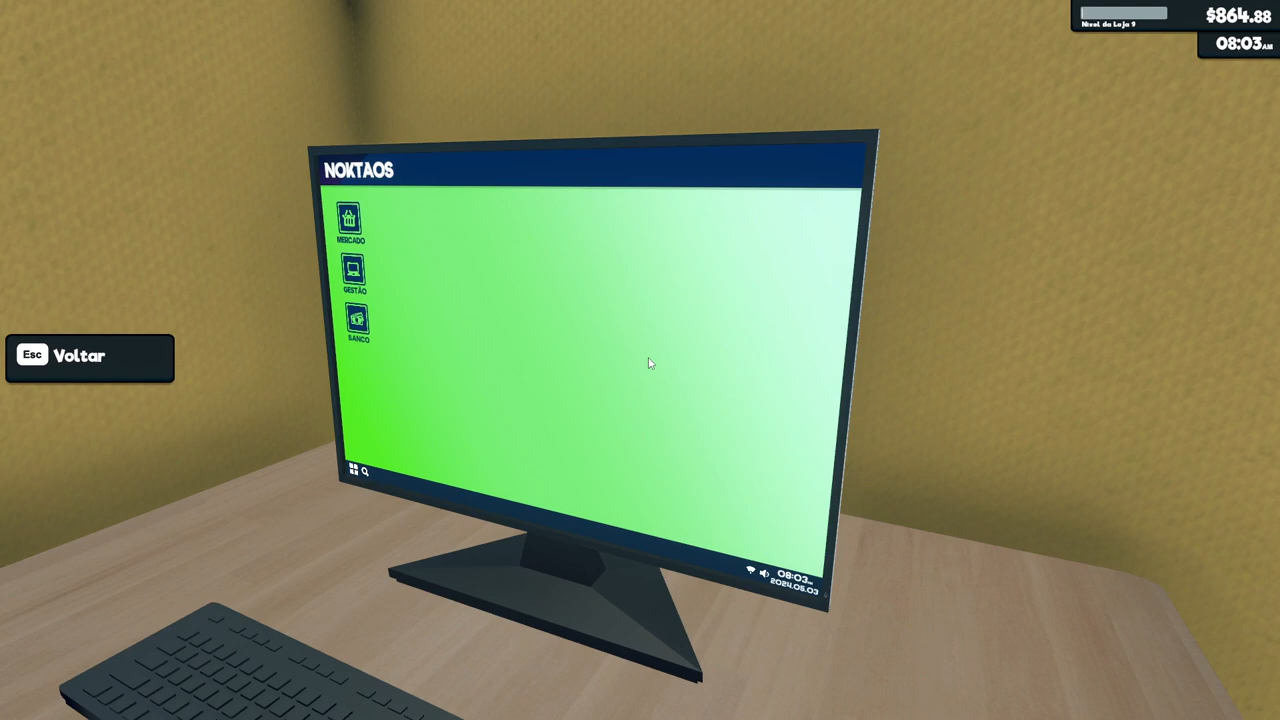 $864.88
Nível da Loja 9
08:03AM
NOKTAOS
MERCADO
GESTÃO
BANCO
Esc Voltar
08:03
2024.05.03